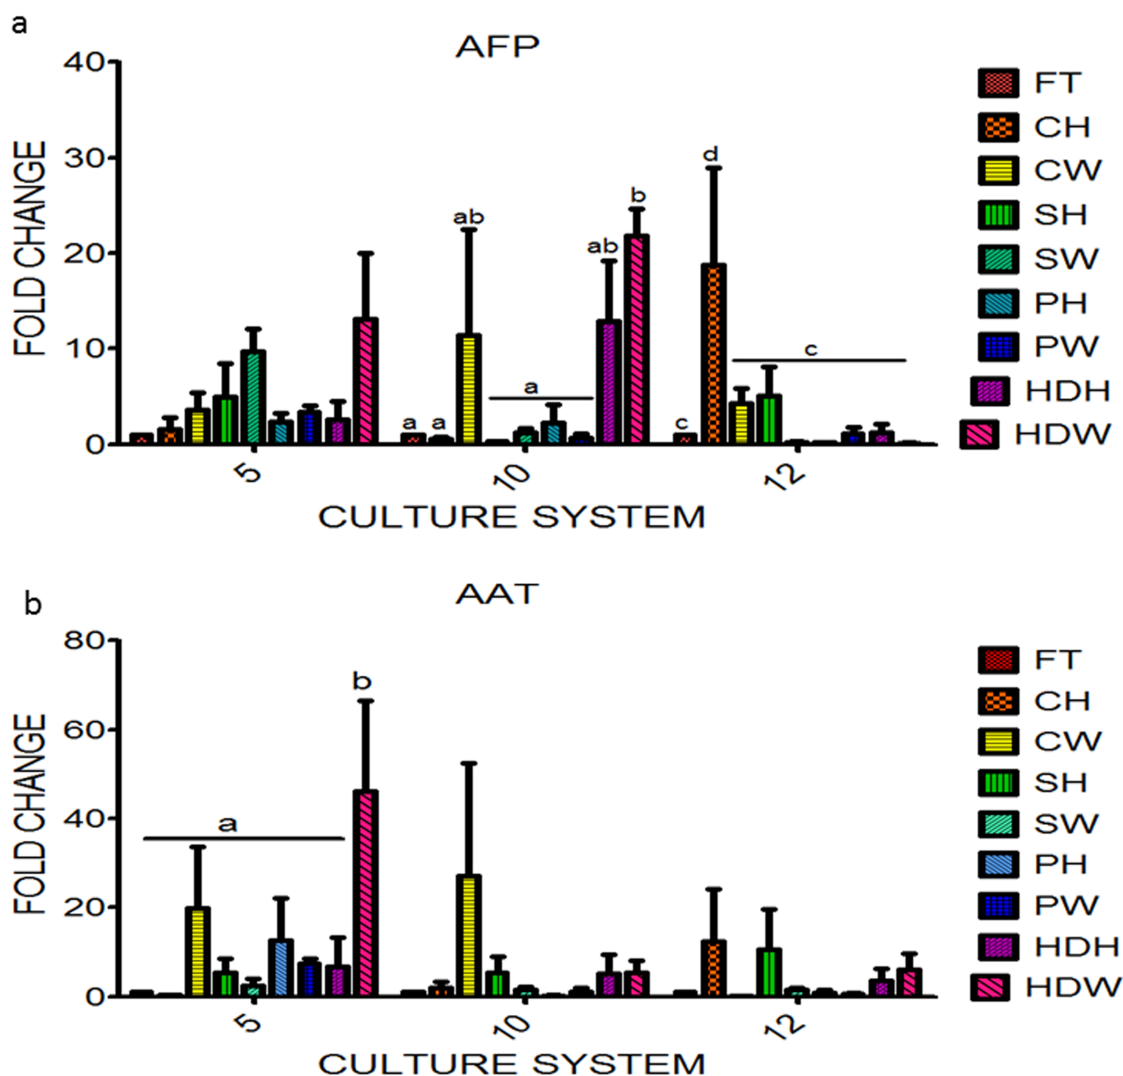 a
AFP
40
30
20
10
0
FOLD CHANGE
a
a
ab
a
ab
b
c
d
c
5
10
12
CULTURE SYSTEM
FT
CH
CW
SH
SW
PH
PW
HDH
HDW
b
AAT
80
60
40
20
0
FOLD CHANGE
a
b
5
10
12
CULTURE SYSTEM
FT
CH
CW
SH
SW
PH
PW
HDH
HDW